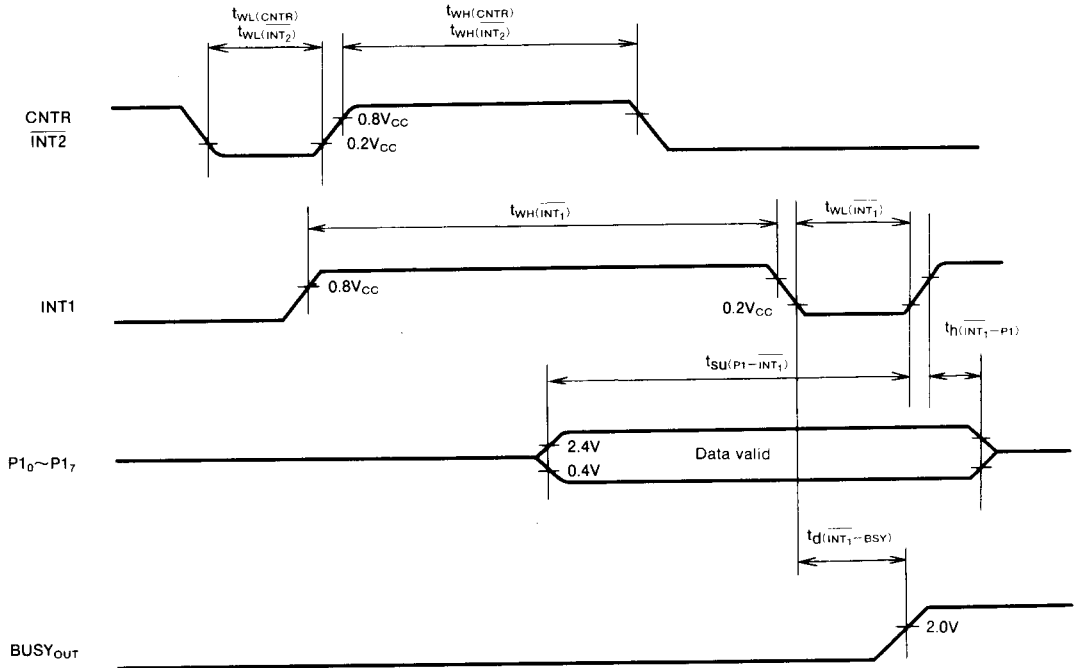 tWL(CNTR)
tWL(INT2)
tWH(CNTR)
tWH(INT2)
CNTR
INT2
0.8VCC
0.2VCC
tWH(INT1)
tWL(INT1)
INT1
0.8VCC
0.2VCC
th(INT1-P1)
tSU(P1-INT1)
P10~P17
2.4V
0.4V
Data valid
td(INT1-BSY)
BUSYOUT
2.0V